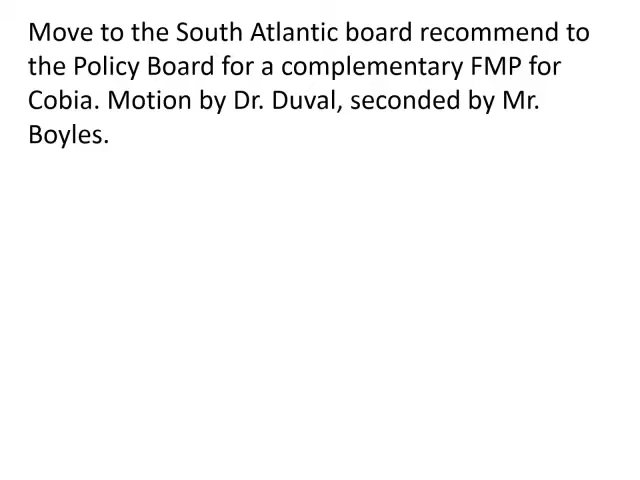 Move to the South Atlantic board recommend to
the Policy Board for a complementary FMP for
Cobia. Motion by Dr. Duval, seconded by Mr.
Boyles.